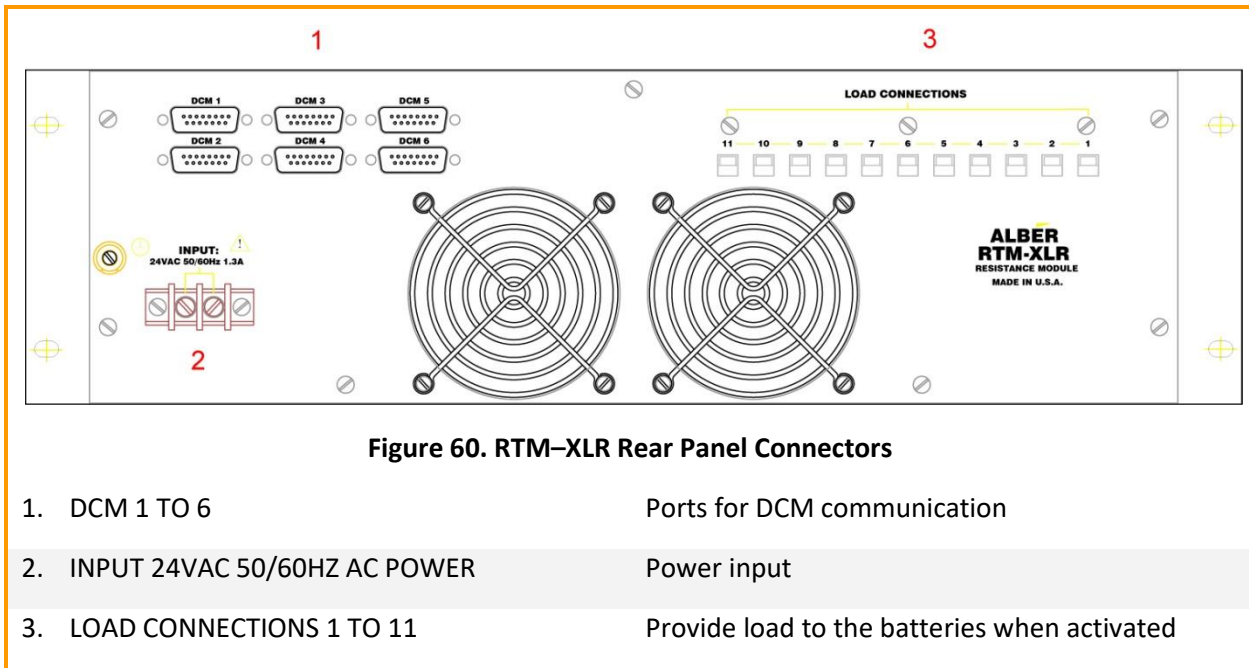 1
3
DCM 1 DCM 3 DCM 5
DCM 2 DCM 4 DCM 6
LOAD CONNECTIONS
11 10 9 8 7 6 5 4 3 2 1
INPUT:
24VAC 50/60Hz 1.3A
!
2
ALBÉR
RTM-XLR
RESISTANCE MODULE
MADE IN U.S.A.
Figure 60. RTM–XLR Rear Panel Connectors
1. DCM 1 TO 6 Ports for DCM communication
2. INPUT 24VAC 50/60HZ AC POWER Power input
3. LOAD CONNECTIONS 1 TO 11 Provide load to the batteries when activated